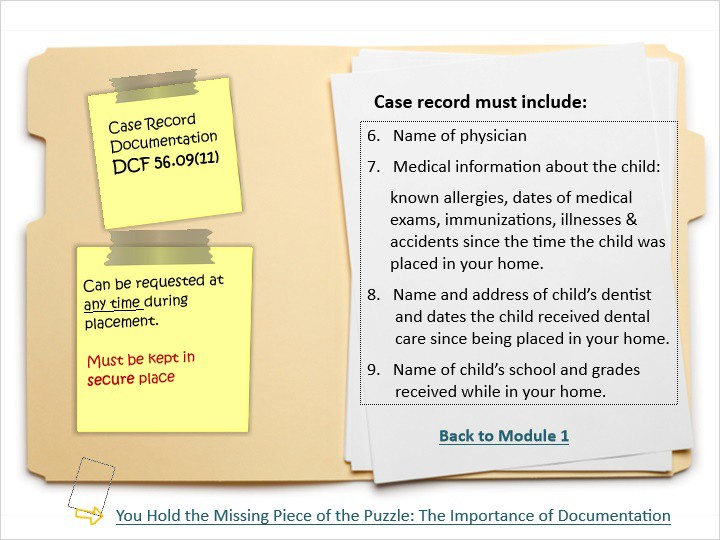 Case Record
Documentation
DCF 56.09(11)
Can be requested at
any time during
placement.
Must be kept in
secure place
Case record must include:
6. Name of physician
7. Medical information about the child:
known allergies, dates of medical
exams, immunizations, illnesses &
accidents since the time the child was
placed in your home.
8. Name and address of child’s dentist
and dates the child received dental
care since being placed in your home.
9. Name of child’s school and grades
received while in your home.
Back to Module 1
You Hold the Missing Piece of the Puzzle: The Importance of Documentation